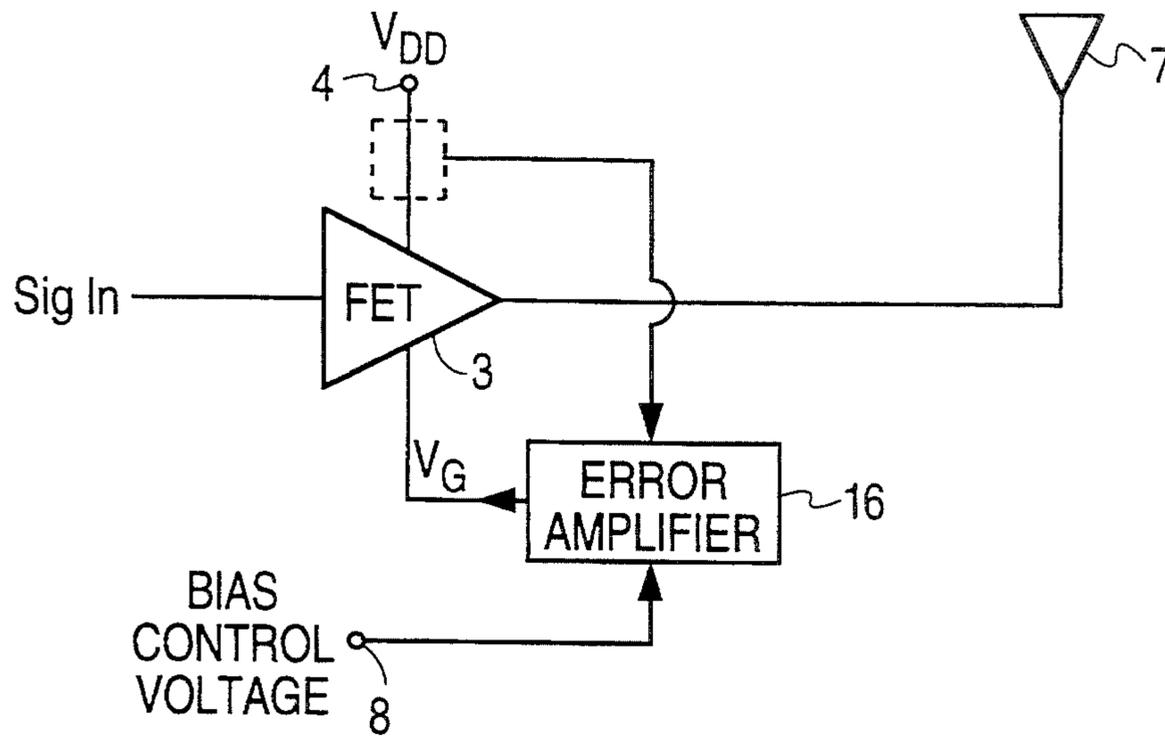 V_DD
4
7
Sig In
FET
3
V_G
ERROR
AMPLIFIER
16
BIAS
CONTROL
VOLTAGE
8